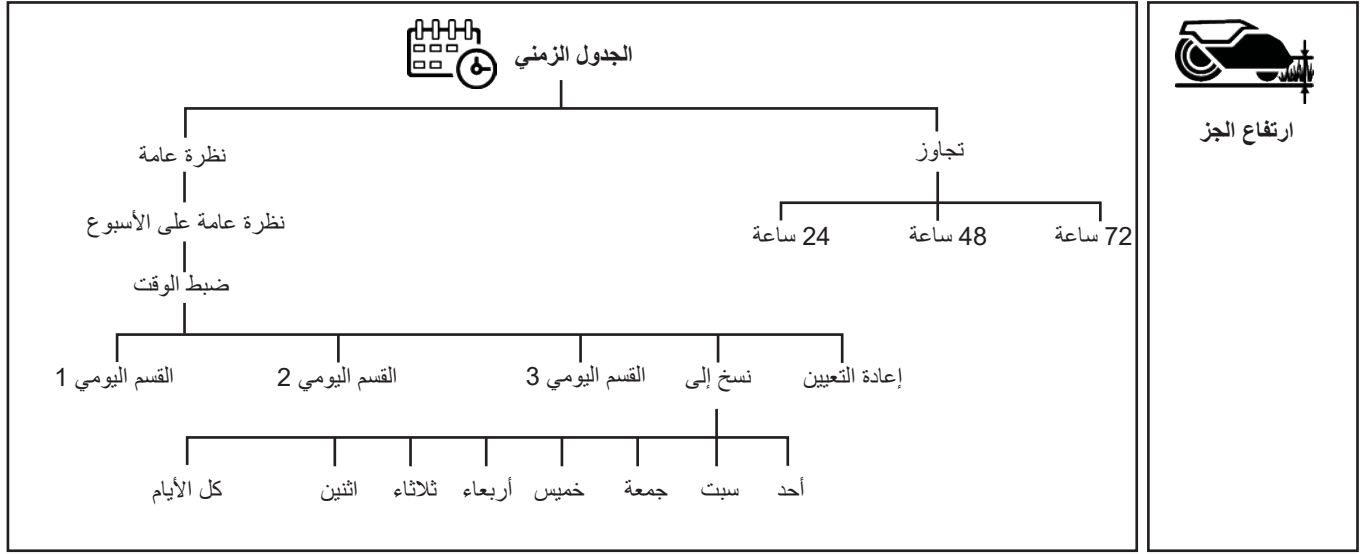 الجدول الزمني
نظرة عامة
تجاوز
نظرة عامة على الأسبوع
24 ساعة
48 ساعة
72 ساعة
ضبط الوقت
القسم اليومي 1
القسم اليومي 2
القسم اليومي 3
نسخ إلى
إعادة التعيين
كل الأيام
اثنين
ثلاثاء
أربعاء
خميس
جمعة
سبت
أحد
ارتفاع الجز